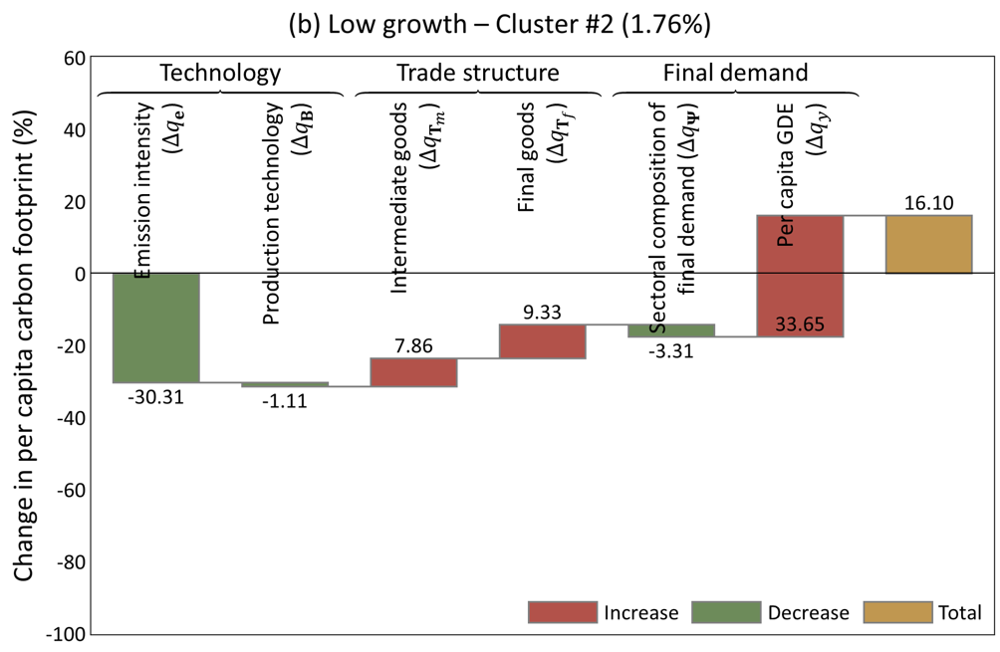 (b) Low growth – Cluster #2 (1.76%)
Change in per capita carbon footprint (%)
60
40
20
0
-20
-40
-60
-80
-100
Technology
Trade structure
Final demand
Emission intensity
(Δq𝐞)
Production technology
(Δq𝐁)
Intermediate goods
(Δq𝐓m)
Final goods
(Δq𝐓f)
Sectoral composition of
final demand (Δq𝚿)
Per capita GDE
(Δqy)
-30.31
-1.11
7.86
9.33
-3.31
33.65
16.10
Increase
Decrease
Total